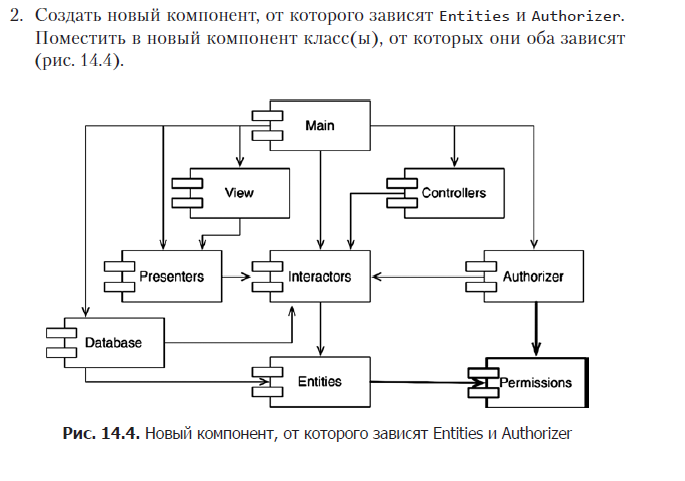 2. Создать новый компонент, от которого зависят Entities и Authorizer.
Поместить в новый компонент класс(ы), от которых они оба зависят
(рис. 14.4).
Main
View
Controllers
Presenters
Interactors
Authorizer
Database
Entities
Permissions
Рис. 14.4. Новый компонент, от которого зависят Entities и Authorizer